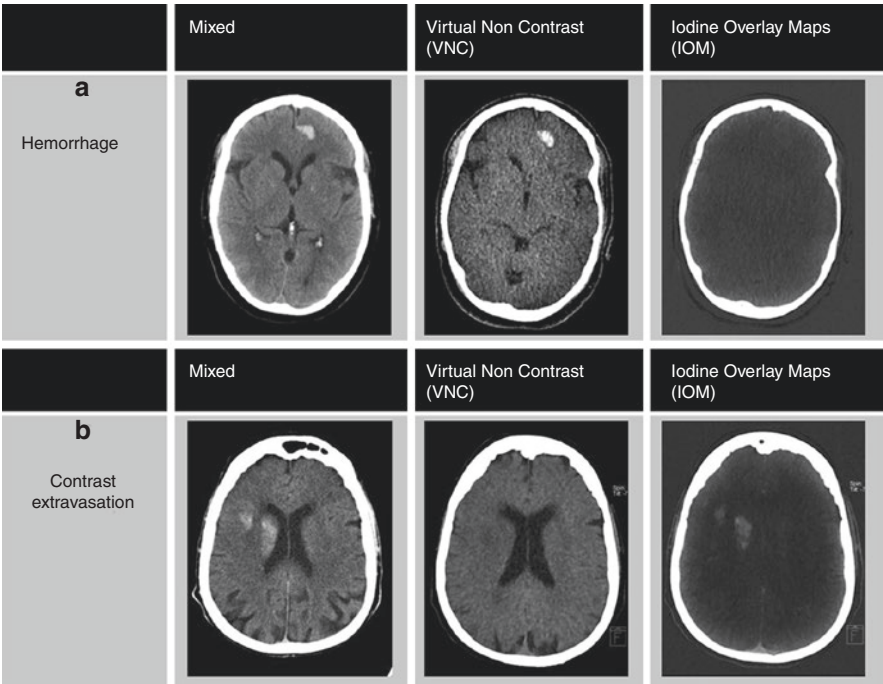 Mixed
Virtual Non Contrast
(VNC)
Iodine Overlay Maps
(IOM)
a
Hemorrhage
Mixed
Virtual Non Contrast
(VNC)
Iodine Overlay Maps
(IOM)
b
Contrast
extravasation